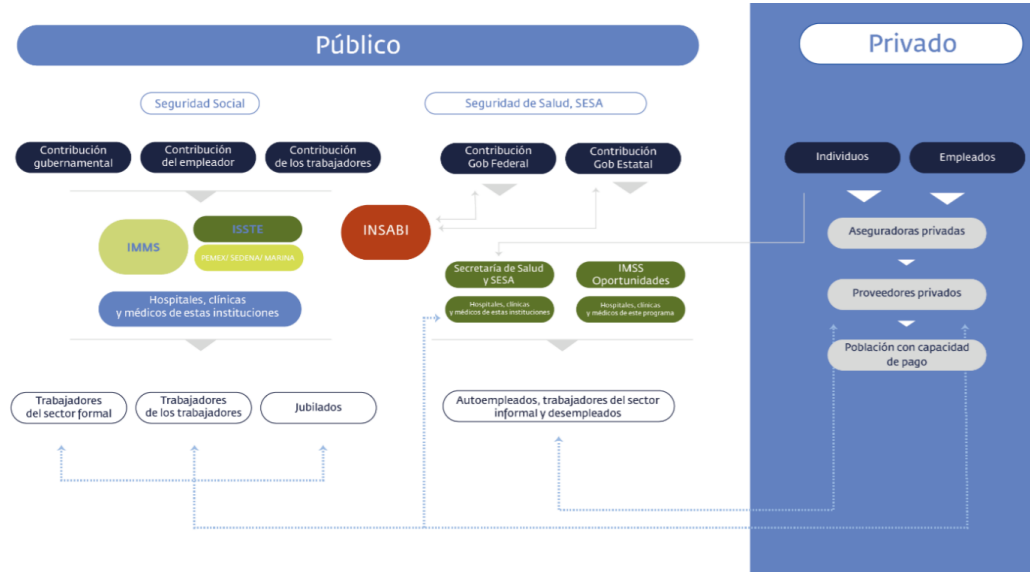 Público
Privado
Seguridad Social
Seguridad de Salud, SESA
Contribución
gubernamental
Contribución
del empleador
Contribución
de los trabajadores
Contribución
Gob Federal
Contribución
Gob Estatal
Individuos
Empleados
IMMS
ISSTE
PEMEX/ SEDENA/ MARINA
INSABI
Aseguradoras privadas
Secretaría de Salud
y SESA
IMSS
Oportunidades
Hospitales, clínicas
y médicos de estas instituciones
Hospitales, clínicas
y médicos de estas instituciones
Hospitales, clínicas
y médicos de este programa
Proveedores privados
Población con capacidad
de pago
Trabajadores
del sector formal
Trabajadores
de los trabajadores
Jubilados
Autoempleados, trabajadores del sector
informal y desempleados